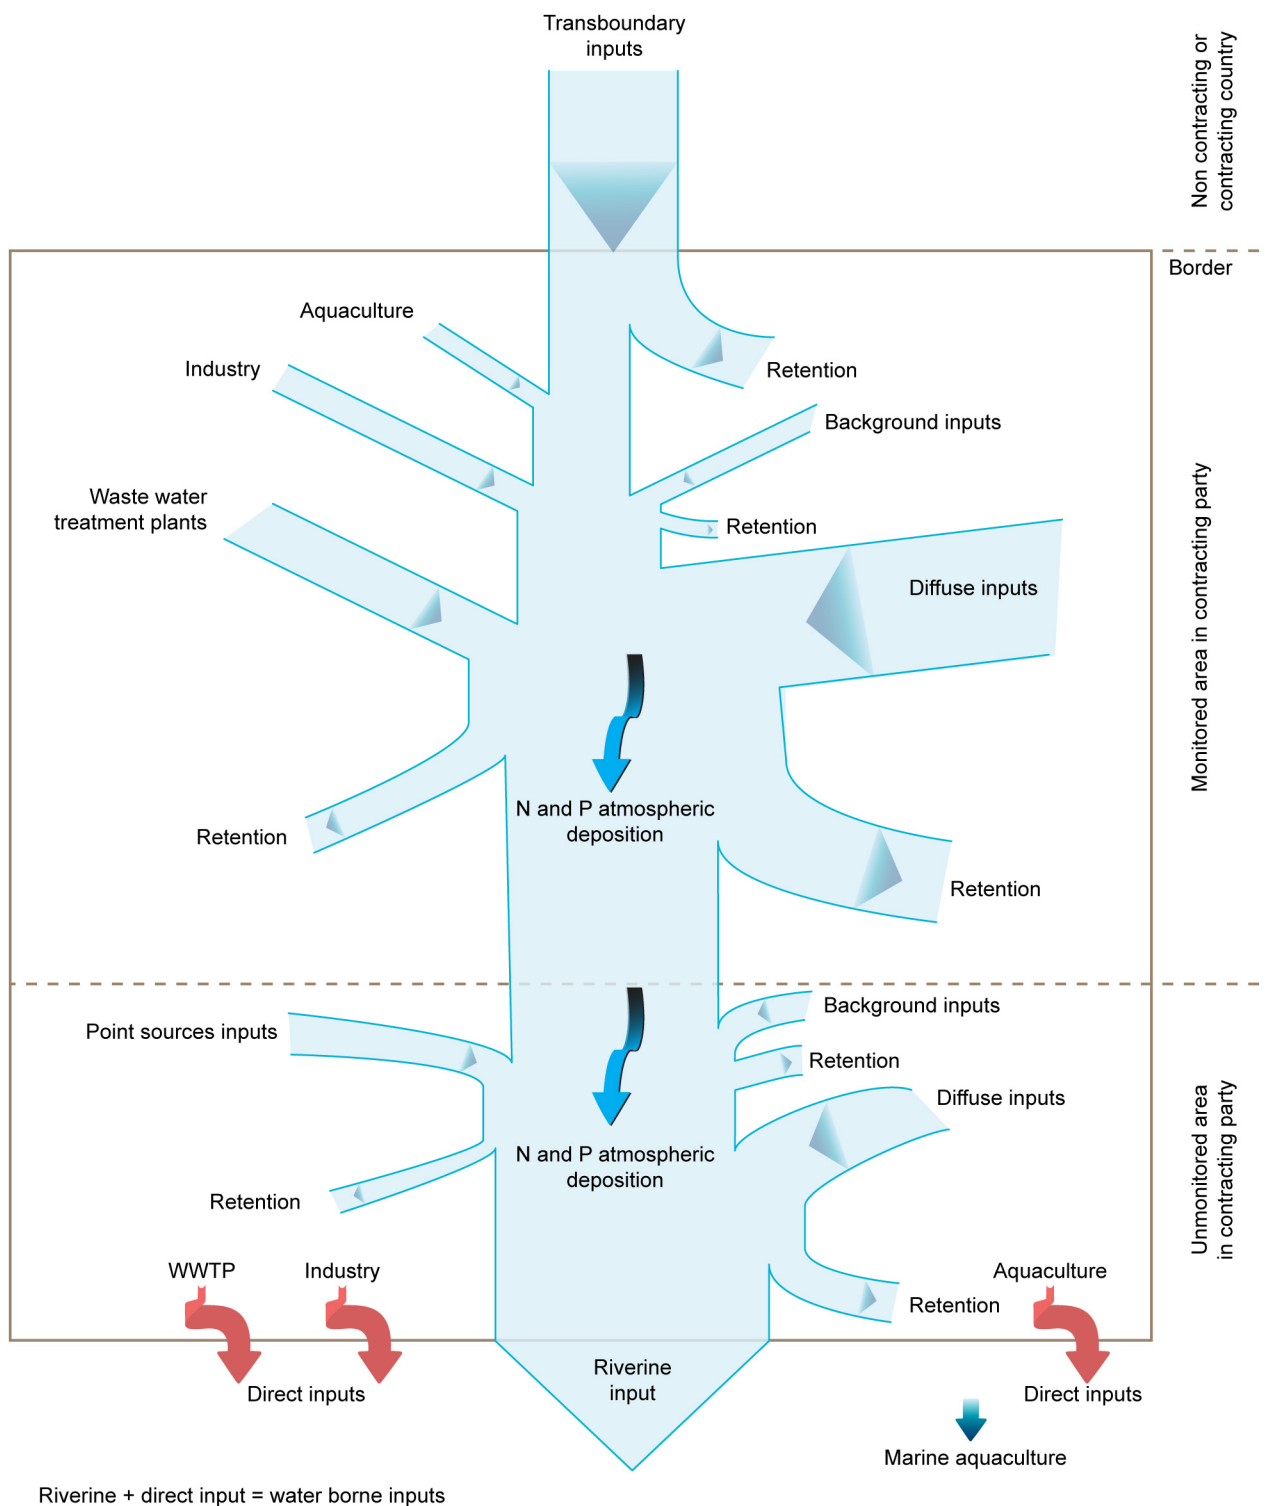 Transboundary
inputs
Non contracting or
contracting country
Border
Aquaculture
Industry
Retention
Background inputs
Waste water
treatment plants
Retention
Diffuse inputs
Monitored area in contracting party
N and P atmospheric
deposition
Retention
Retention
Background inputs
Point sources inputs
Retention
Diffuse inputs
Unmonitored area
in contracting party
N and P atmospheric
deposition
Retention
WWTP
Industry
Aquaculture
Retention
Riverine
input
Direct inputs
Direct inputs
Marine aquaculture
Riverine + direct input = water borne inputs